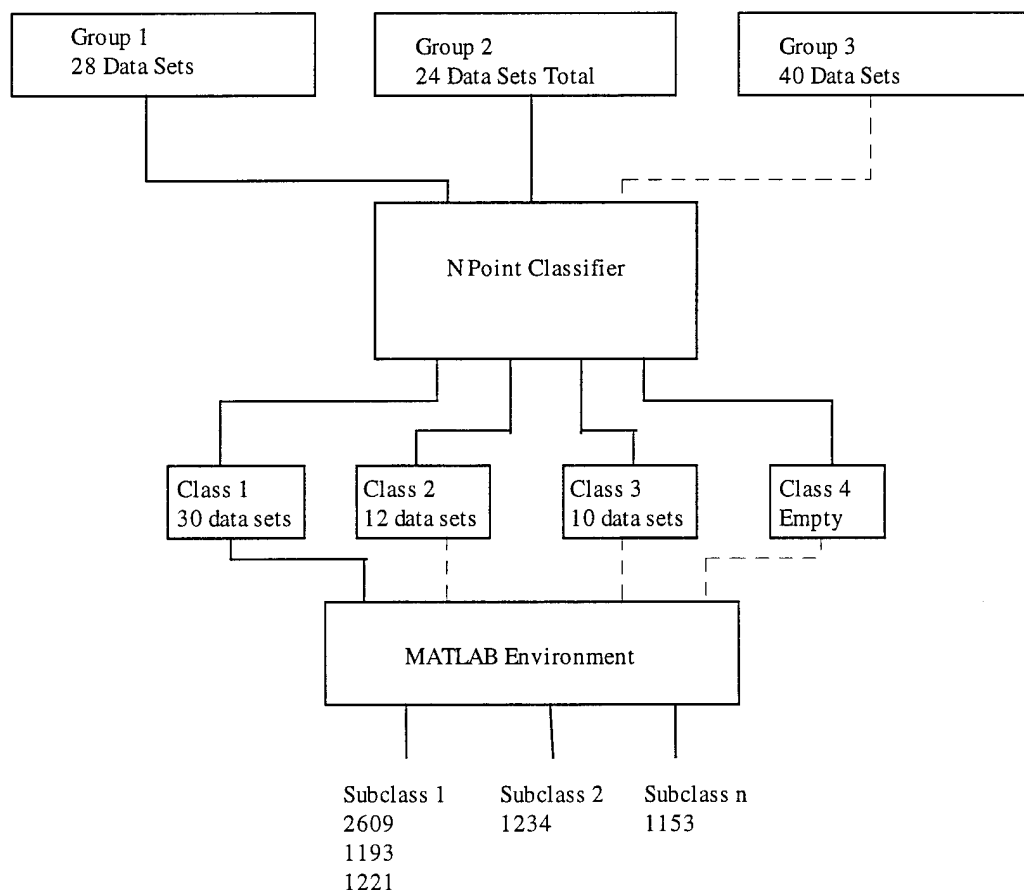 Group 1
28 Data Sets
Group 2
24 Data Sets Total
Group 3
40 Data Sets
N Point Classifier
Class 1
30 data sets
Class 2
12 data sets
Class 3
10 data sets
Class 4
Empty
MATLAB Environment
Subclass 1
2609
1193
1221
Subclass 2
1234
Subclass n
1153